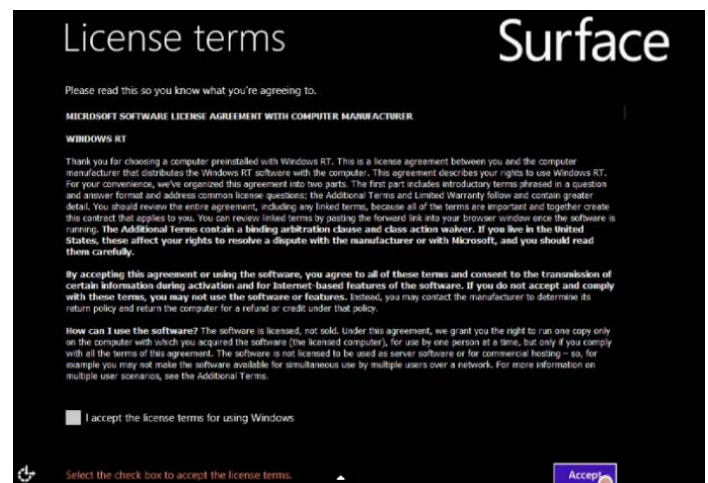 License terms
Surface
Please read this so you know what you're agreeing to.
MICROSOFT SOFTWARE LICENSE AGREEMENT WITH COMPUTER MANUFACTURER
WINDOWS RT
Thank you for choosing a computer preinstalled with Windows RT. This is a license agreement between you and the computer
manufacturer that distributes the Windows RT software with the computer. This agreement describes your rights to use Windows RT.
For your convenience, we've organized this agreement into two parts. The first part includes introductory terms phrased in a question
and answer format and address common license questions; the Additional Terms and Limited Warranty follow and contain greater
detail. You should review the entire agreement, including any linked terms, because all of the terms are important and together create
this contract that applies to you. You can review linked terms by pasting the forward link into your browser window once the software is
running. The Additional Terms contain a binding arbitration clause and class action waiver. If you live in the United
States, these affect your rights to resolve a dispute with the manufacturer or with Microsoft, and you should read
them carefully.
By accepting this agreement or using the software, you agree to all of these terms and consent to the transmission of
certain information during activation and for Internet-based features of the software. If you do not accept and comply
with these terms, you may not use the software or features. Instead, you may contact the manufacturer to determine its
return policy and return the computer for a refund or credit under that policy.
How can I use the software? The software is licensed, not sold. Under this agreement, we grant you the right to run one copy only
on the computer with which you acquired the software (the licensed computer), for use by one person at a time, but only if you comply
with all the terms of this agreement. The software is not licensed to be used as server software or for commercial hosting – so, for
example you may not make the software available for simultaneous use by multiple users over a network. For more information on
multiple user scenarios, see the Additional Terms.
I accept the license terms for using Windows
Select the check box to accept the license terms.
Accept